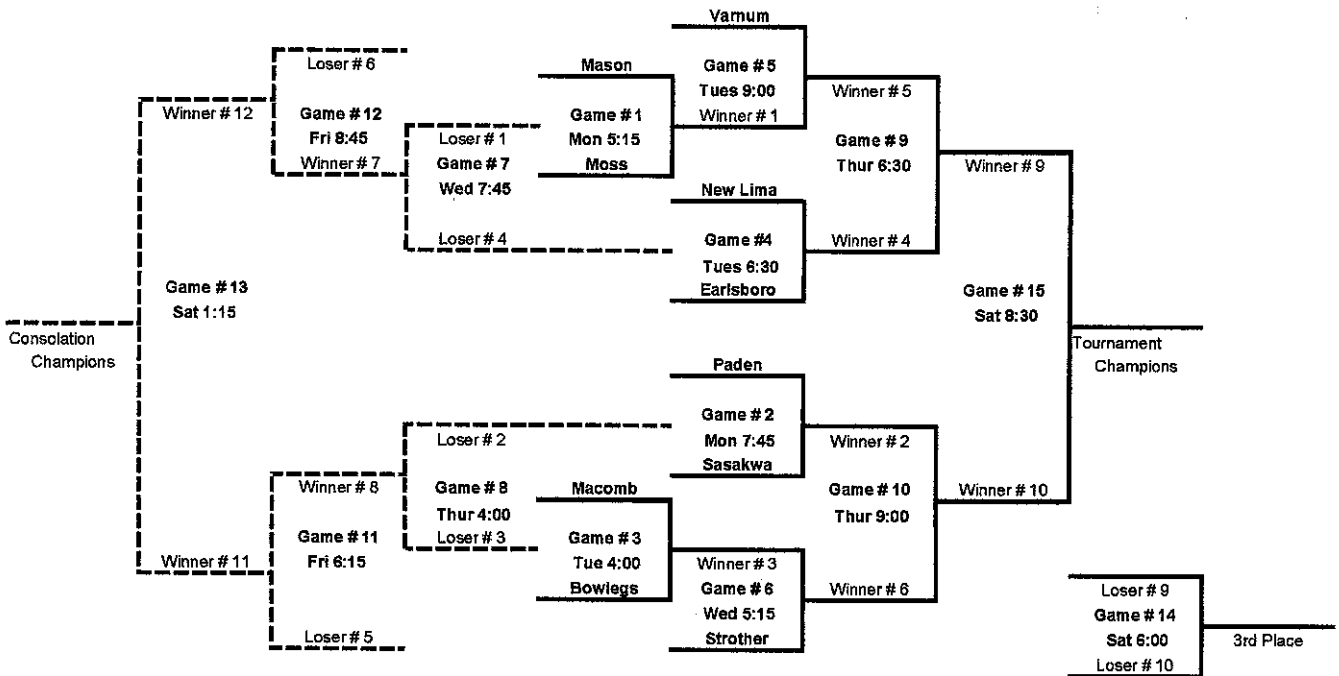 Varnum
Loser # 6
Mason
Game # 5
Tues 9:00
Winner # 12
Game # 12
Fri 8:45
Winner # 7
Loser # 1
Game # 7
Wed 7:45
Game # 1
Mon 5:15
Moss
Winner # 1
Winner # 5
Game # 9
Thur 6:30
Winner # 9
New Lima
Loser # 4
Game #4
Tues 6:30
Earlsboro
Winner # 4
Game # 13
Sat 1:15
Game # 15
Sat 8:30
Consolation
Champions
Tournament
Champions
Paden
Loser # 2
Game # 2
Mon 7:45
Sasakwa
Winner # 2
Winner # 8
Game # 8
Thur 4:00
Loser # 3
Macomb
Game # 10
Thur 9:00
Winner # 10
Game # 11
Fri 6:15
Winner # 11
Game # 3
Tue 4:00
Bowlegs
Winner # 3
Game # 6
Wed 5:15
Strother
Winner # 6
Loser # 5
Loser # 9
Game # 14
Sat 6:00
Loser # 10
3rd Place